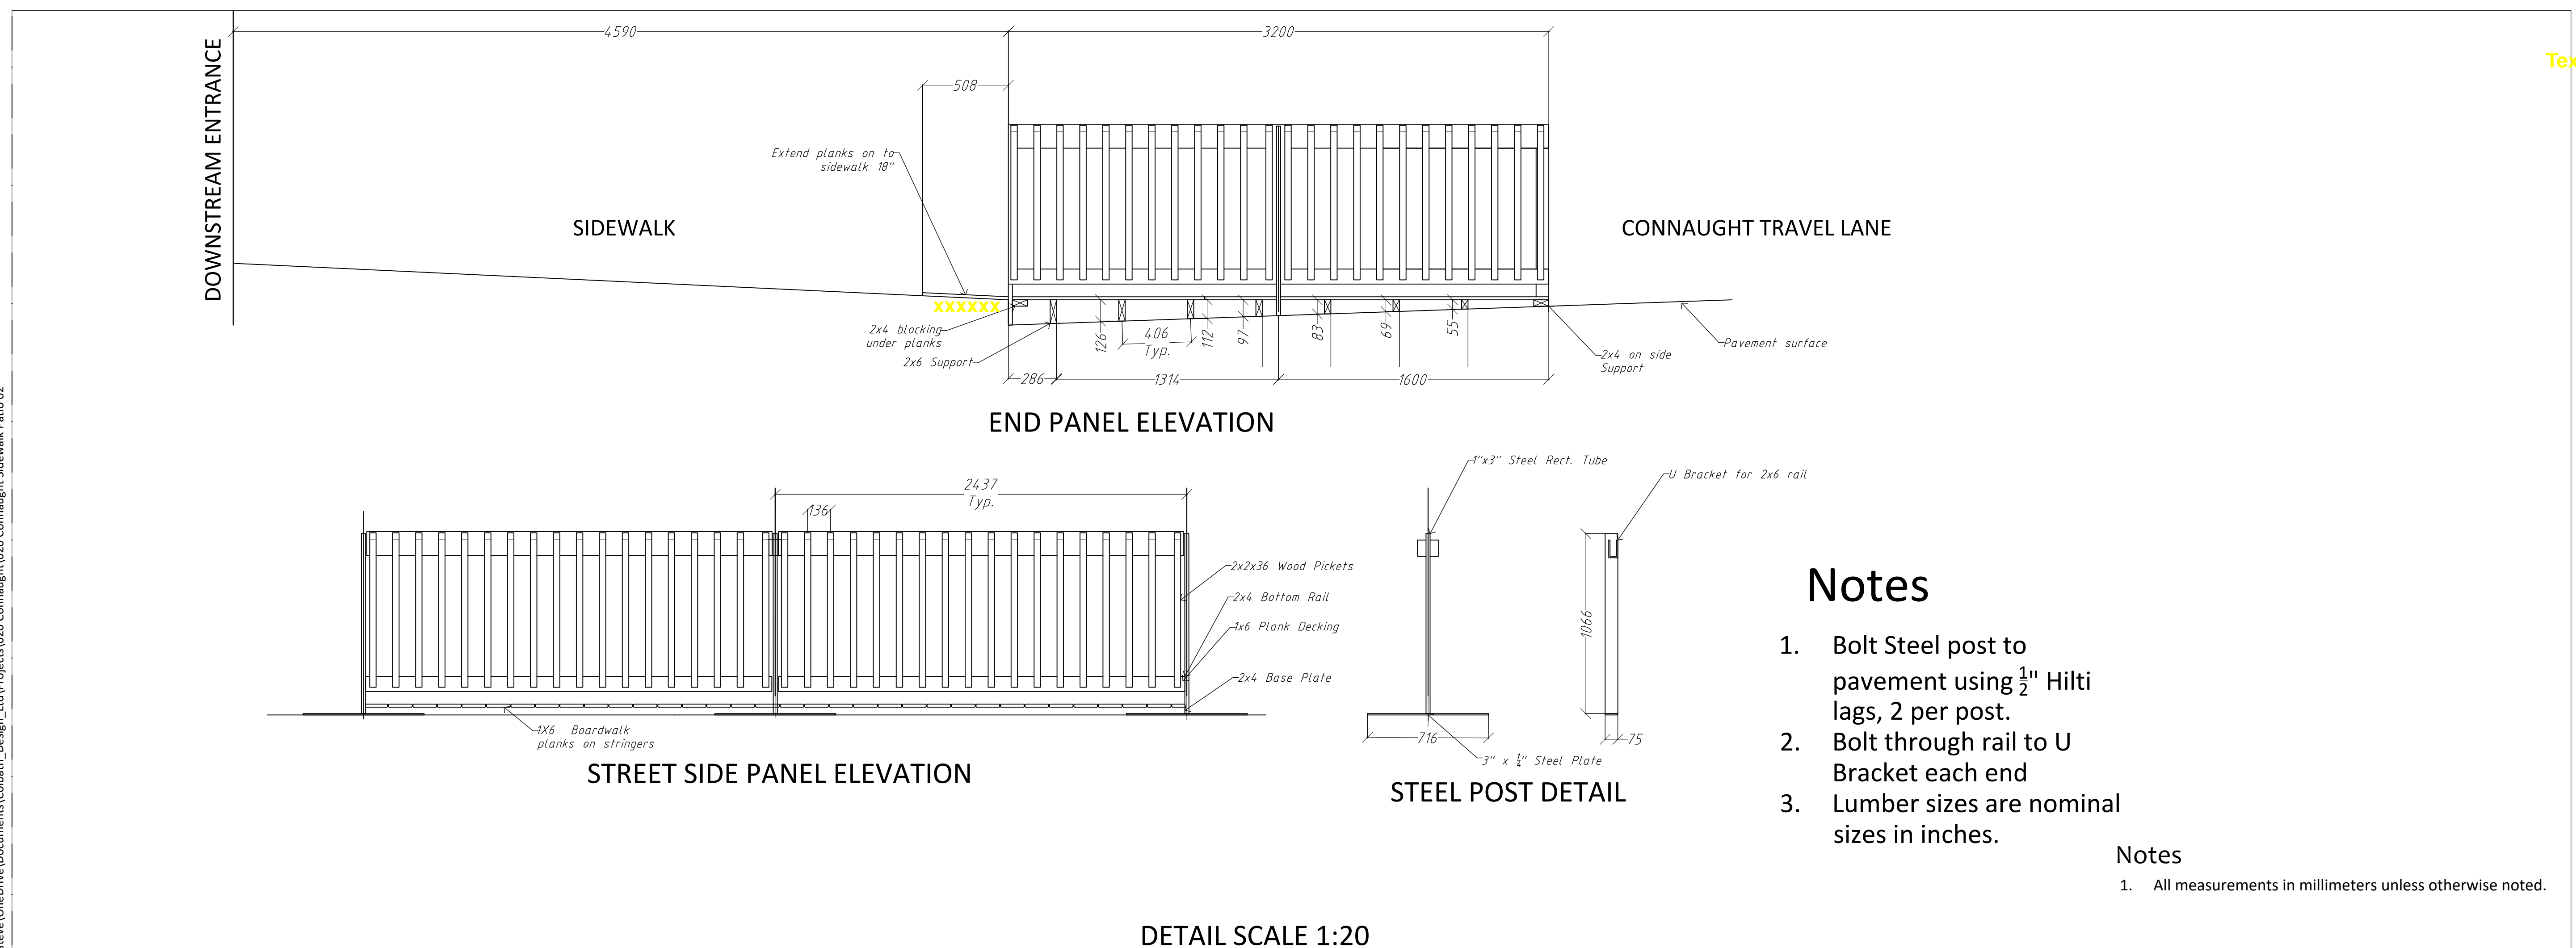 4590
3200
Tex
DOWNSTREAM ENTRANCE
508
Extend planks on to
sidewalk 18"
SIDEWALK
CONNAUGHT TRAVEL LANE
xxxxxx
2x4 blocking
under planks
2x6 Support
126
406
Typ.
112
97
83
69
55
Pavement surface
2x4 on side
Support
286
1314
1600
END PANEL ELEVATION
2437
Typ.
136
1"x3" Steel Rect. Tube
U Bracket for 2x6 rail
2x2x36 Wood Pickets
2x4 Bottom Rail
1x6 Plank Decking
2x4 Base Plate
1X6 Boardwalk
planks on stringers
STREET SIDE PANEL ELEVATION
1066
716
75
3" x 1/4" Steel Plate
STEEL POST DETAIL
Notes
1. Bolt Steel post to
pavement using 1/2" Hilti
lags, 2 per post.
2. Bolt through rail to U
Bracket each end
3. Lumber sizes are nominal
sizes in inches.
Notes
1. All measurements in millimeters unless otherwise noted.
DETAIL SCALE 1:20